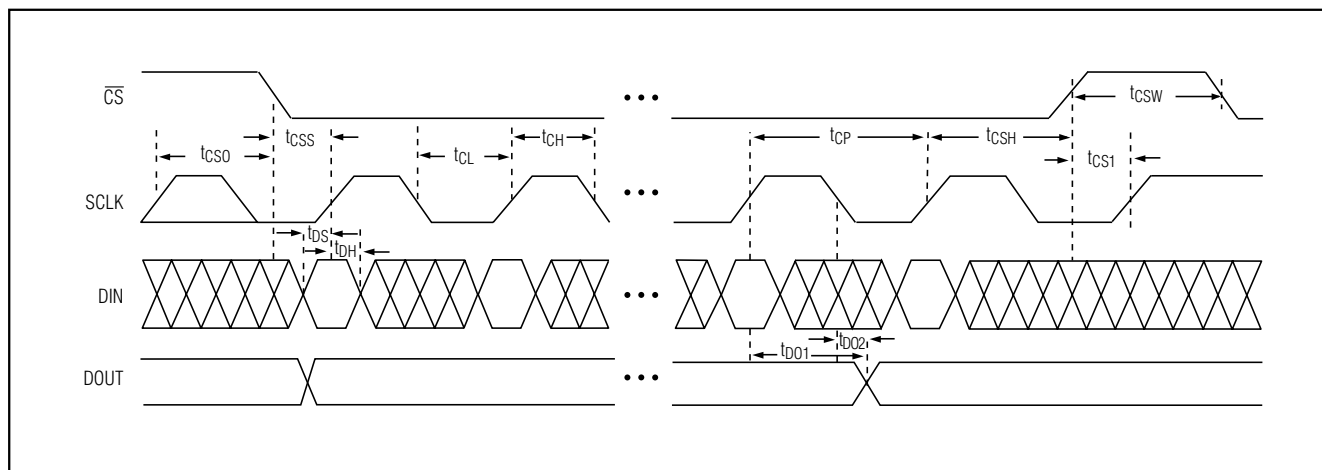 CS
tCSW
tCSS
tCSO
tCL
tCH
tCP
tCSH
tCS1
SCLK
tDS
tDH
DIN
tDO1
tDO2
DOUT